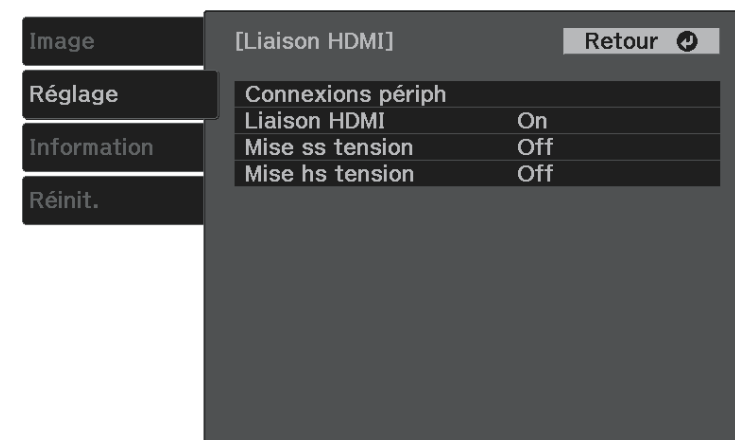 Image
Réglage
Information
Réinit.
[Liaison HDMI]
Retour
Connexions périph
Liaison HDMI On
Mise ss tension Off
Mise hs tension Off